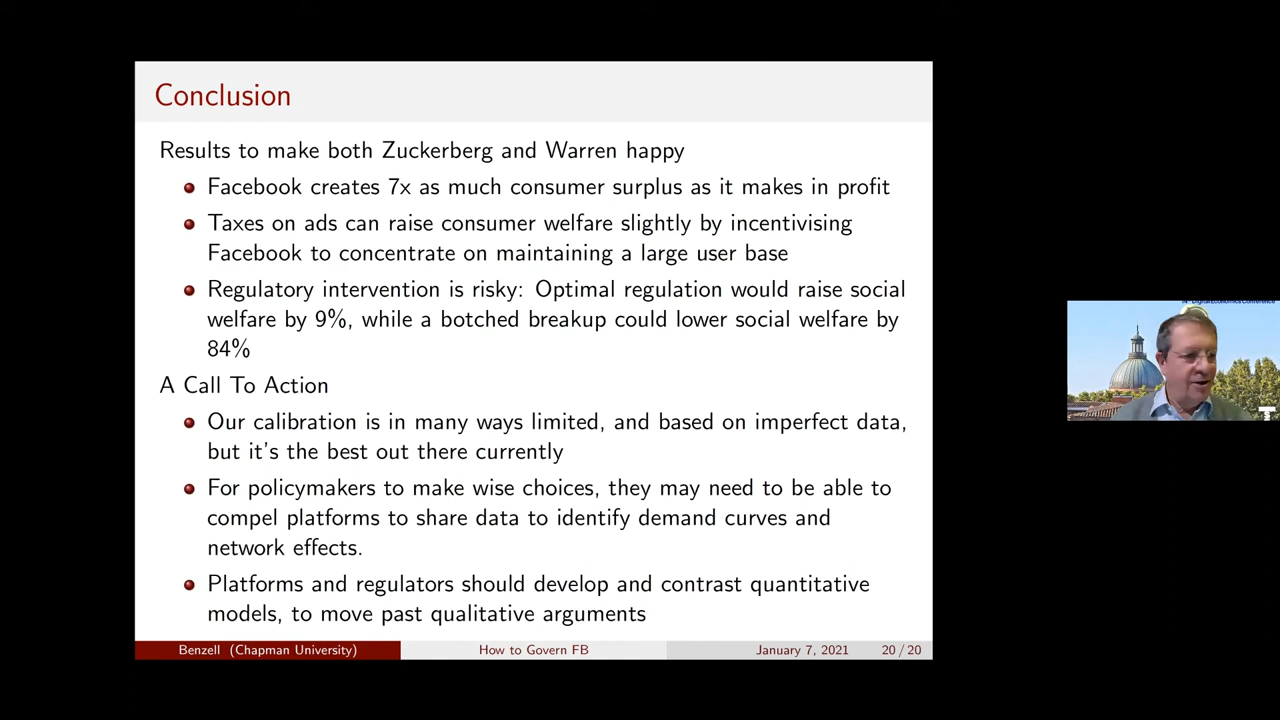 Conclusion
Results to make both Zuckerberg and Warren happy
Facebook creates 7x as much consumer surplus as it makes in profit
Taxes on ads can raise consumer welfare slightly by incentivising
Facebook to concentrate on maintaining a large user base
Regulatory intervention is risky: Optimal regulation would raise social
welfare by 9%, while a botched breakup could lower social welfare by
84%
A Call To Action
Our calibration is in many ways limited, and based on imperfect data,
but it's the best out there currently
For policymakers to make wise choices, they may need to be able to
compel platforms to share data to identify demand curves and
network effects.
Platforms and regulators should develop and contrast quantitative
models, to move past qualitative arguments
Benzell (Chapman University) How to Govern FB January 7, 2021 20 / 20
Digital Economics Conference